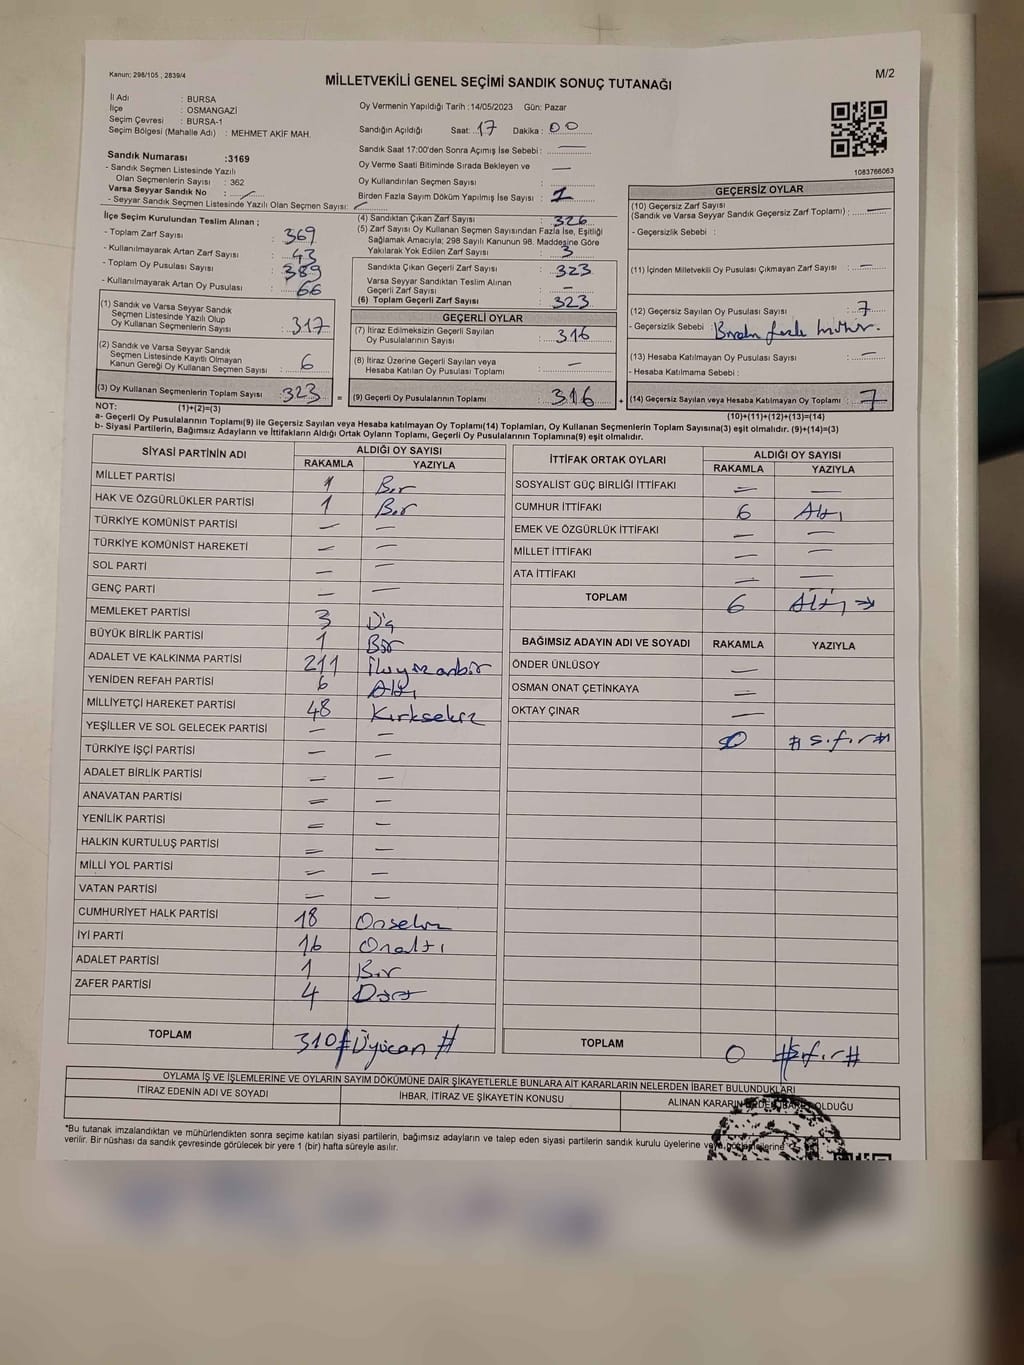 Kanun; 298/105 , 2839/4
MİLLETVEKİLİ GENEL SEÇİMİ SANDIK SONUÇ TUTANAĞI
M/2
İl Adı : BURSA
İlçe : OSMANGAZİ
Seçim Çevresi : BURSA-1
Seçim Bölgesi (Mahalle Adı) : MEHMET AKİF MAH.
Sandık Numarası :3169
- Sandık Seçmen Listesinde Yazılı
Olan Seçmenlerin Sayısı : 362
Varsa Seyyar Sandık No :
- Seyyar Sandık Seçmen Listesinde Yazılı Olan Seçmen Sayısı:
Oy Vermenin Yapıldığı Tarih :14/05/2023 Gün: Pazar
Sandığın Açıldığı Saat: 17 Dakika : 00
Sandık Saat 17:00'den Sonra Açımış İse Sebebi : —
Oy Verme Saati Bitiminde Sırada Bekleyen ve —
Oy Kullandırılan Seçmen Sayısı :
Birden Fazla Sayım Döküm Yapılmış İse Sayısı : 1
1083766063
İlçe Seçim Kurulundan Teslim Alınan ;
- Toplam Zarf Sayısı : 369
- Kullanılmayarak Artan Zarf Sayısı : 43
- Toplam Oy Pusulası Sayısı : 389
- Kullanılmayarak Artan Oy Pusulası : 66
(1) Sandık ve Varsa Seyyar Sandık
Seçmen Listesinde Yazılı Olup
Oy Kullanan Seçmenlerin Sayısı : 317
(2) Sandık ve Varsa Seyyar Sandık
Seçmen Listesinde Kayıtlı Olmayan
Kanun Gereği Oy Kullanan Seçmen Sayısı : 6
(3) Oy Kullanan Seçmenlerin Toplam Sayısı : 323 =
(4) Sandıktan Çıkan Zarf Sayısı : 326
(5) Zarf Sayısı Oy Kullanan Seçmen Sayısından Fazla İse, Eşitliği
Sağlamak Amacıyla; 298 Sayılı Kanunun 98. Maddesine Göre
Yakılarak Yok Edilen Zarf Sayısı : 3
Sandıkta Çıkan Geçerli Zarf Sayısı : 323
Varsa Seyyar Sandıktan Teslim Alınan
Geçerli Zarf Sayısı : —
(6) Toplam Geçerli Zarf Sayısı : 323
GEÇERLİ OYLAR
(7) İtiraz Edilmeksizin Geçerli Sayılan
Oy Pusulalarının Sayısı : 316
(8) İtiraz Üzerine Geçerli Sayılan veya
Hesaba Katılan Oy Pusulası Toplamı : —
(9) Geçerli Oy Pusulalarının Toplamı : 316 +
GEÇERSİZ OYLAR
(10) Geçersiz Zarf Sayısı
(Sandık ve Varsa Seyyar Sandık Geçersiz Zarf Toplamı) : —
- Geçersizlik Sebebi :
(11) İçinden Milletvekil Oy Pusulası Çıkmayan Zarf Sayısı : —
(12) Geçersiz Sayılan Oy Pusulası Sayısı : 7
- Geçersizlik Sebebi : Birden fazla mühür.
(13) Hesaba Katılmayan Oy Pusulası Sayısı : —
- Hesaba Katılmama Sebebi :
(14) Geçersiz Sayılan veya Hesaba Katılmayan Oy Toplamı : 7
NOT: (1)+(2)=(3) (10)+(11)+(12)+(13)=(14)
a- Geçerli Oy Pusulalarının Toplamı(9) ile Geçersiz Sayılan veya Hesaba Katılmayan Oy Toplamı(14) Toplamları, Oy Kullanan Seçmenlerin Toplam Sayısına(3) eşit olmalıdır. (9)+(14)=(3)
b- Siyasi Partilerin, Bağımsız Adayların ve İttifakların Aldığı Ortak Oyların Toplamı, Geçerli Oy Pusulalarının Toplamına(9) eşit olmalıdır.
SİYASİ PARTİNİN ADI ALDIĞI OY SAYISI
RAKAMLA YAZIYLA
MİLLET PARTİSİ 1 Bir
HAK VE ÖZGÜRLÜKLER PARTİSİ 1 Bir
TÜRKİYE KOMÜNİST PARTİSİ — —
TÜRKİYE KOMÜNİST HAREKETİ — —
SOL PARTİ — —
GENÇ PARTİ — —
MEMLEKET PARTİSİ 3 Üç
BÜYÜK BİRLİK PARTİSİ 1 Bir
ADALET VE KALKINMA PARTİSİ 211 İkiyüzonbir
YENİDEN REFAH PARTİSİ 6 Altı
MİLLİYETÇİ HAREKET PARTİSİ 48 Kırksekiz
YEŞİLLER VE SOL GELECEK PARTİSİ — —
TÜRKİYE İŞÇİ PARTİSİ — —
ADALET BİRLİK PARTİSİ — —
ANAVATAN PARTİSİ — —
YENİLİK PARTİSİ — —
HALKIN KURTULUŞ PARTİSİ — —
MİLLİ YOL PARTİSİ — —
VATAN PARTİSİ — —
CUMHURİYET HALK PARTİSİ 18 Onsekiz
İYİ PARTİ 16 Onaltı
ADALET PARTİSİ 1 Bir
ZAFER PARTİSİ 4 Dört
TOPLAM 310 # Üçyüzon #
İTTİFAK ORTAK OYLARI ALDIĞI OY SAYISI
RAKAMLA YAZIYLA
SOSYALİST GÜÇ BİRLİĞİ İTTİFAKI — —
CUMHUR İTTİFAKI 6 Altı
EMEK VE ÖZGÜRLÜK İTTİFAKI — —
MİLLET İTTİFAKI — —
ATA İTTİFAKI — —
TOPLAM 6 Altı
BAĞIMSIZ ADAYIN ADI VE SOYADI RAKAMLA YAZIYLA
ÖNDER ÜNLÜSOY —
OSMAN ONAT ÇETİNKAYA —
OKTAY ÇINAR —
0 # Sıfır #
TOPLAM 0 # Sıfır #
OYLAMA İŞ VE İŞLEMLERİNE VE OYLARIN SAYIM DÖKÜMÜNE DAİR ŞİKAYETLERLE BUNLARA AİT KARARLARIN NELERDEN İBARET BULUNDUKLARI
İTİRAZ EDENİN ADI VE SOYADI İHBAR, İTİRAZ VE ŞİKAYETİN KONUSU ALINAN KARARIN NEDEN İBARET OLDUĞU
*Bu tutanak imzalandıktan ve mühürlendikten sonra seçime katılan siyasi partilerin, bağımsız adayların ve talep eden siyasi partilerin sandık kurulu üyelerine
verilir. Bir nüshası da sandık çevresinde görülecek bir yere 1 (bir) hafta süreyle asılır.